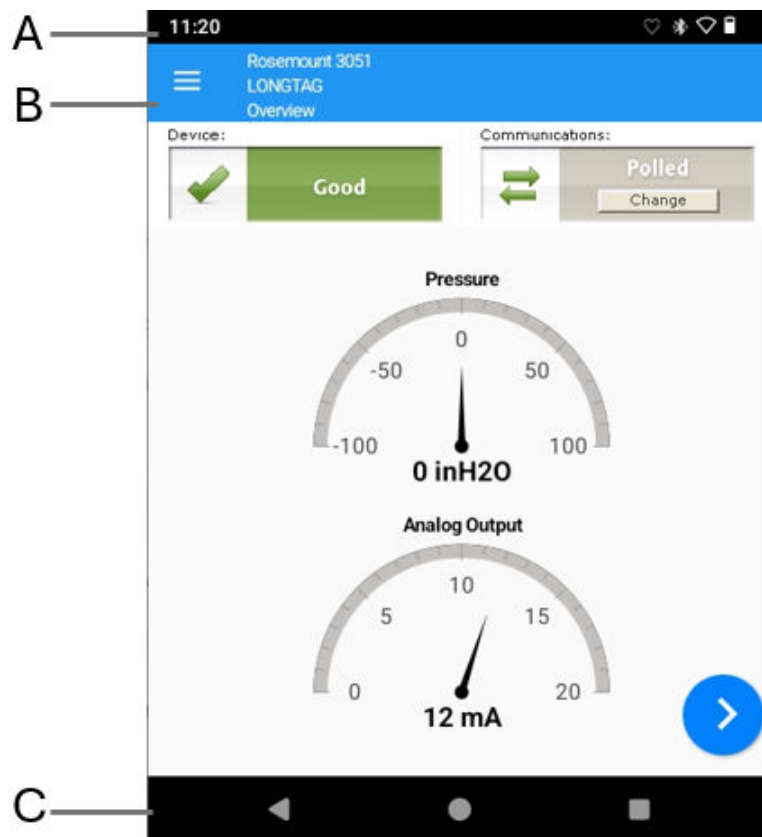 A
11:20
B
Rosemount 3051
LONGTAG
Overview
Device:
Good
Communications:
Polled
Change
Pressure
0
-50
50
-100
100
0 inH2O
Analog Output
10
5
15
0
20
12 mA
C